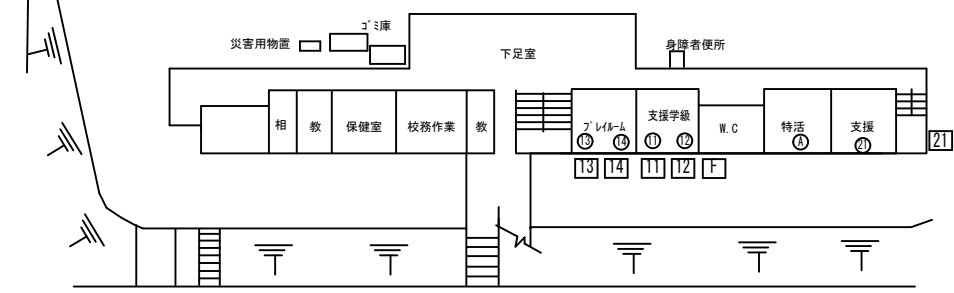 ゴミ庫
災害用物置
下足室
身障者便所
相
教
保健室
校務作業
教
プレイルーム
⑬
⑭
支援学級
⑪
⑫
W.C
特活
Ⓐ
支援
㉑
21
13
14
11
12
F